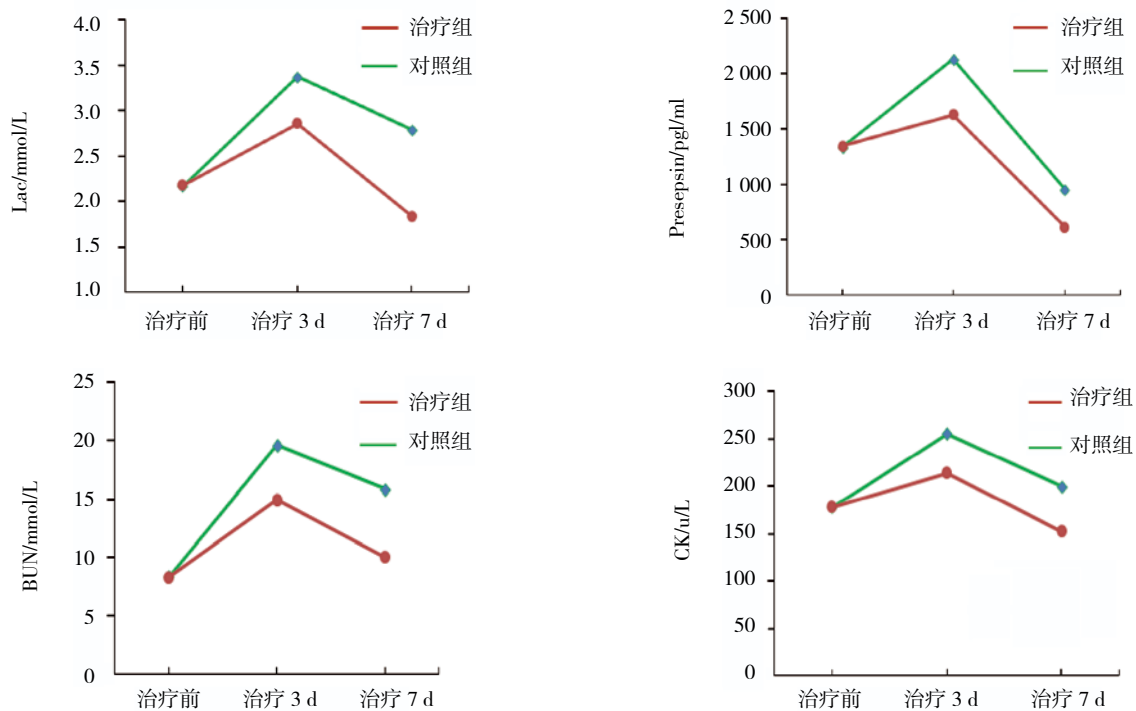 4.0
3.5
3.0
2.5
2.0
1.5
1.0
Lac/mmol/L
治疗组
对照组
治疗前 治疗 3 d 治疗 7 d
2 500
2 000
1 500
1 000
500
0
Presepsin/pgl/ml
治疗组
对照组
治疗前 治疗 3 d 治疗 7 d
25
20
15
10
5
0
BUN/mmol/L
治疗组
对照组
治疗前 治疗 3 d 治疗 7 d
300
250
200
150
100
50
0
CK/u/L
治疗组
对照组
治疗前 治疗 3 d 治疗 7 d